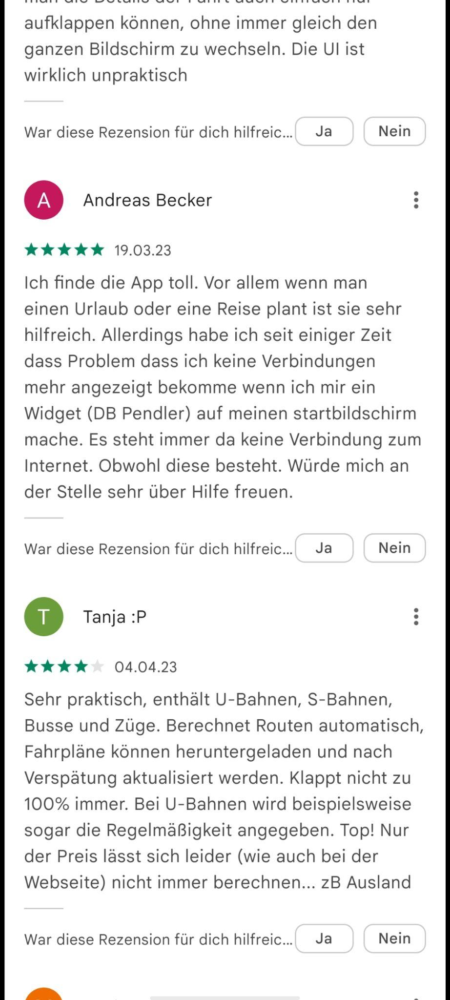 aufklappen können, ohne immer gleich den
ganzen Bildschirm zu wechseln. Die UI ist
wirklich unpraktisch
War diese Rezension für dich hilfreic... Ja Nein
A Andreas Becker
19.03.23
Ich finde die App toll. Vor allem wenn man
einen Urlaub oder eine Reise plant ist sie sehr
hilfreich. Allerdings habe ich seit einiger Zeit
dass Problem dass ich keine Verbindungen
mehr angezeigt bekomme wenn ich mir ein
Widget (DB Pendler) auf meinen startbildschirm
mache. Es steht immer da keine Verbindung zum
Internet. Obwohl diese besteht. Würde mich an
der Stelle sehr über Hilfe freuen.
War diese Rezension für dich hilfreic... Ja Nein
T Tanja :P
04.04.23
Sehr praktisch, enthält U-Bahnen, S-Bahnen,
Busse und Züge. Berechnet Routen automatisch,
Fahrpläne können heruntergeladen und nach
Verspätung aktualisiert werden. Klappt nicht zu
100% immer. Bei U-Bahnen wird beispielsweise
sogar die Regelmäßigkeit angegeben. Top! Nur
der Preis lässt sich leider (wie auch bei der
Webseite) nicht immer berechnen... zB Ausland
War diese Rezension für dich hilfreic... Ja Nein